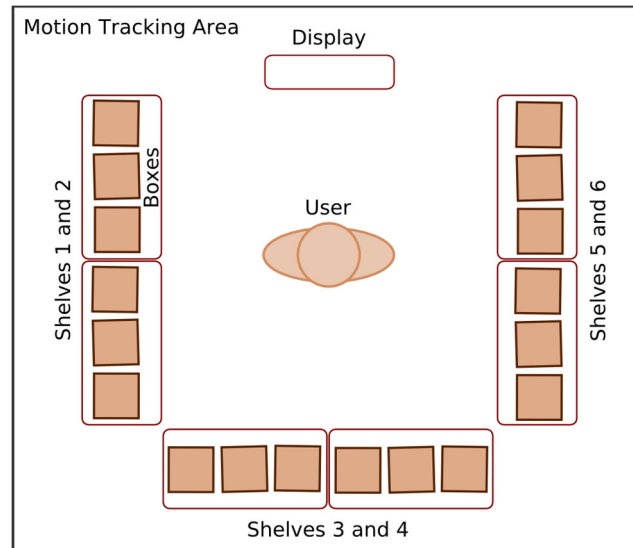 Motion Tracking Area
Display
Boxes
Shelves 1 and 2
User
Shelves 5 and 6
Shelves 3 and 4